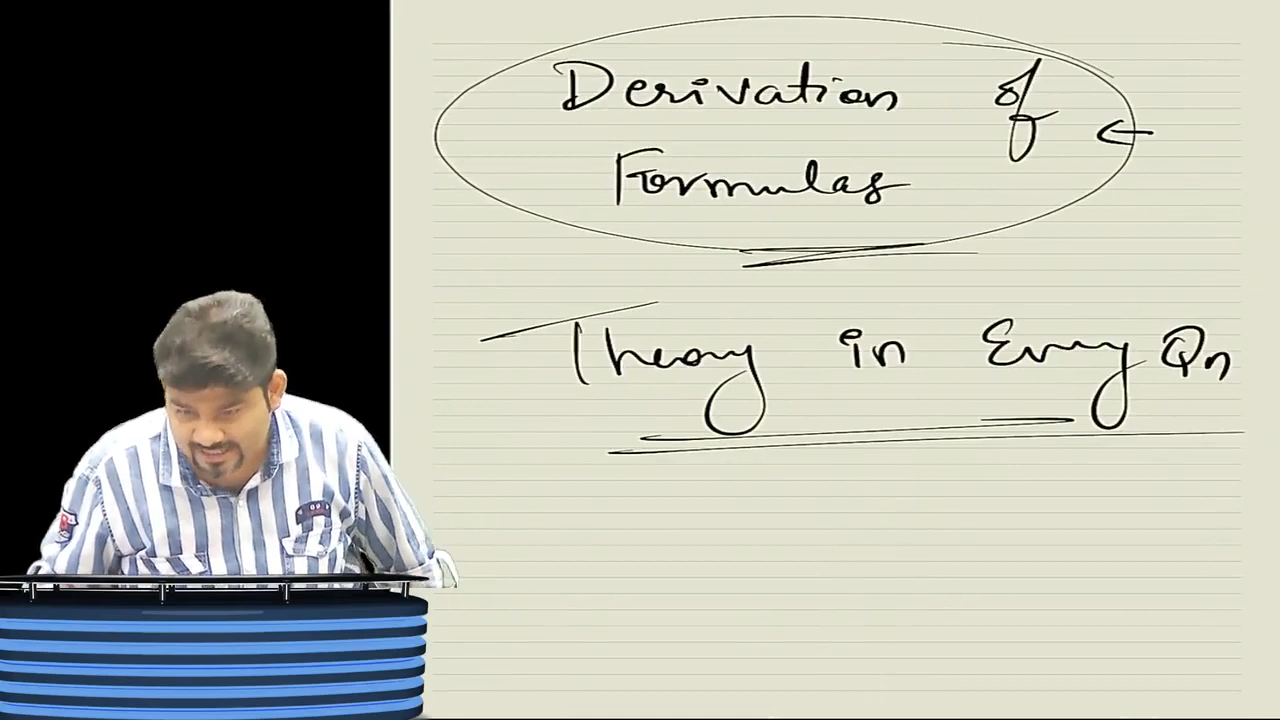 Derivation of
Formulas
Theory in Every Qn